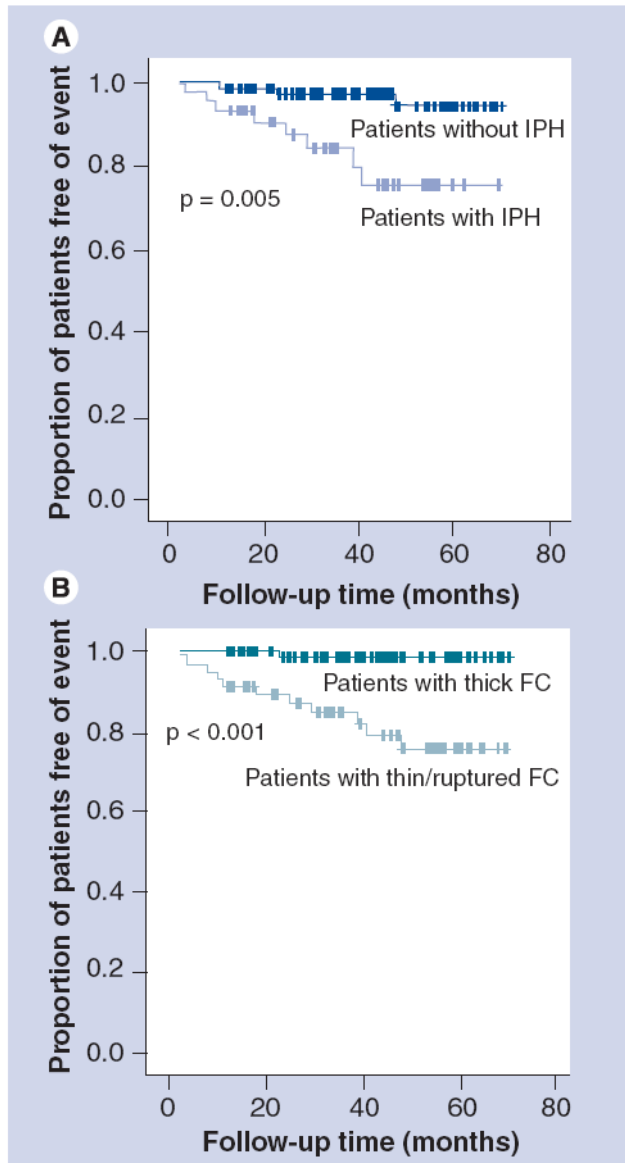 A
Proportion of patients free of event
1.0
0.8
0.6
0.4
0.2
0.0
Patients without IPH
p = 0.005
Patients with IPH
0 20 40 60 80
Follow-up time (months)
B
Proportion of patients free of event
1.0
0.8
0.6
0.4
0.2
0.0
Patients with thick FC
p < 0.001
Patients with thin/ruptured FC
0 20 40 60 80
Follow-up time (months)